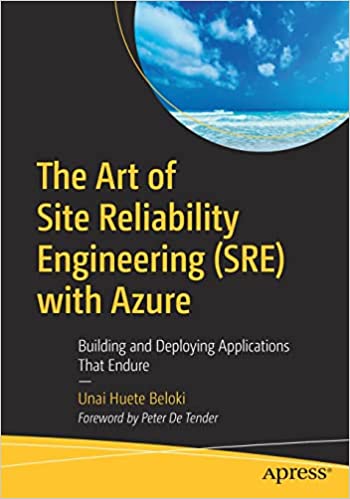 The Art of
Site Reliability
Engineering (SRE)
with Azure
Building and Deploying Applications
That Endure
—
Unai Huete Beloki
Foreword by Peter De Tender
Apress®